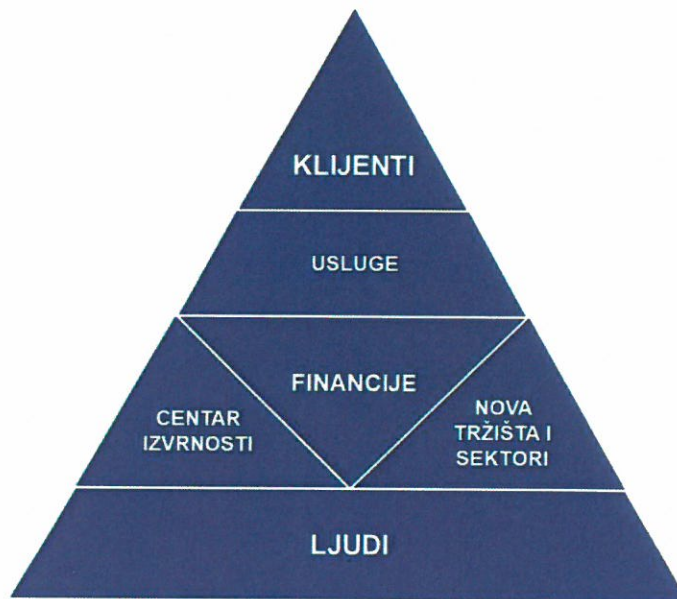 KLIJENTI
USLUGE
FINANCIJE
CENTAR
IZVRNOSTI
NOVA
TRŽIŠTA I
SEKTORI
LJUDI